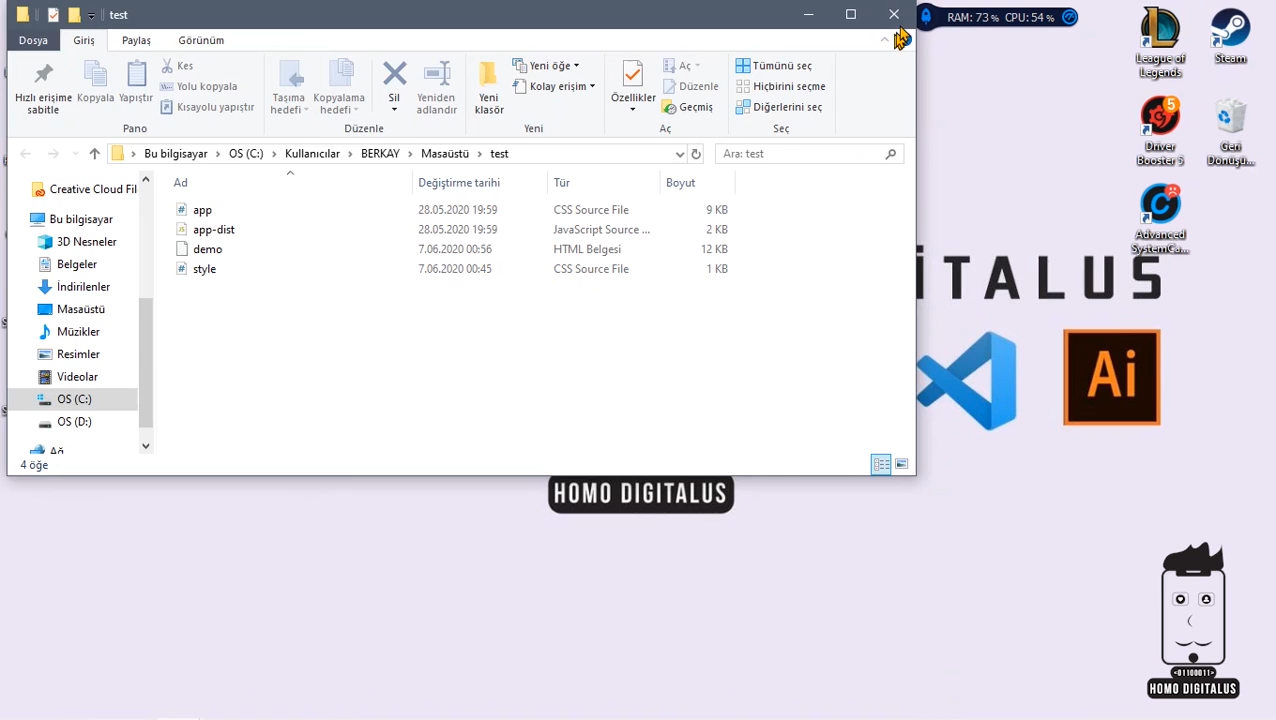 test
RAM: 73% CPU: 54%
Dosya Giriş Paylaş Görünüm
Hızlı erişime sabitle
Kopyala
Yapıştır
Kes
Yolu kopyala
Kısayolu yapıştır
Pano
Taşıma hedefi
Kopyalama hedefi
Sil
Yeniden adlandır
Düzenle
Yeni klasör
Yeni öğe
Kolay erişim
Yeni
Özellikler
Aç
Düzenle
Geçmiş
Aç
Tümünü seç
Hiçbirini seçme
Diğerlerini seç
Seç
Bu bilgisayar > OS (C:) > Kullanıcılar > BERKAY > Masaüstü > test
Ara: test
Ad Değiştirme tarihi Tür Boyut
app 28.05.2020 19:59 CSS Source File 9 KB
app-dist 28.05.2020 19:59 JavaScript Source ... 2 KB
demo 7.06.2020 00:56 HTML Belgesi 12 KB
style 7.06.2020 00:45 CSS Source File 1 KB
Creative Cloud Fil
Bu bilgisayar
3D Nesneler
Belgeler
İndirilenler
Masaüstü
Müzikler
Resimler
Videolar
OS (C:)
OS (D:)
Ağ
4 öğe
League of Legends
Steam
5
Driver Booster 5
Geri Dönüşü...
Advanced SystemCa...
İTALUS
Ai
HOMO DIGITALUS
<01100011>
HOMO DIGITALUS